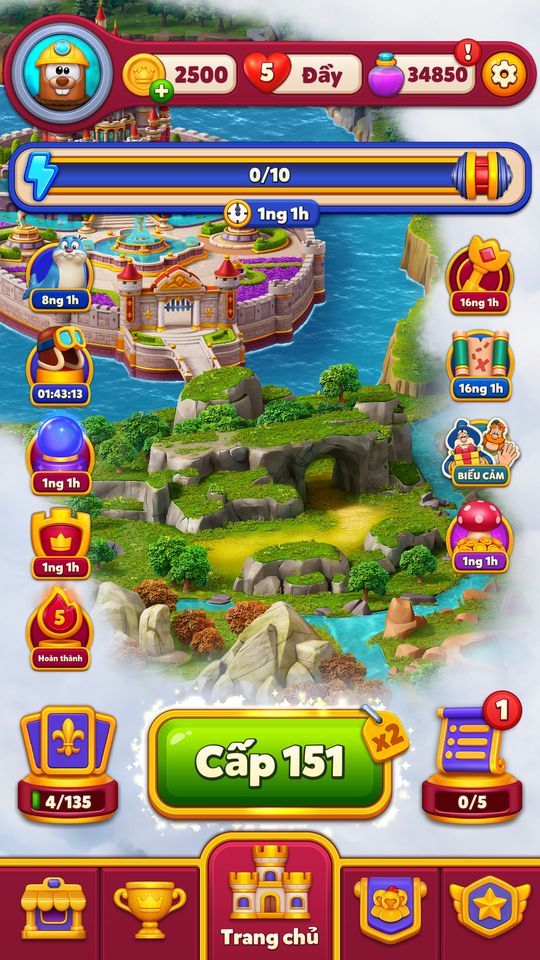 2500
5
Đầy
34850
!
0/10
1ng 1h
8ng 1h
16ng 1h
01:43:13
16ng 1h
1ng 1h
BIỂU CẢM
1ng 1h
1ng 1h
5
Hoàn thành
Cấp 151
x2
1
4/135
0/5
Trang chủ